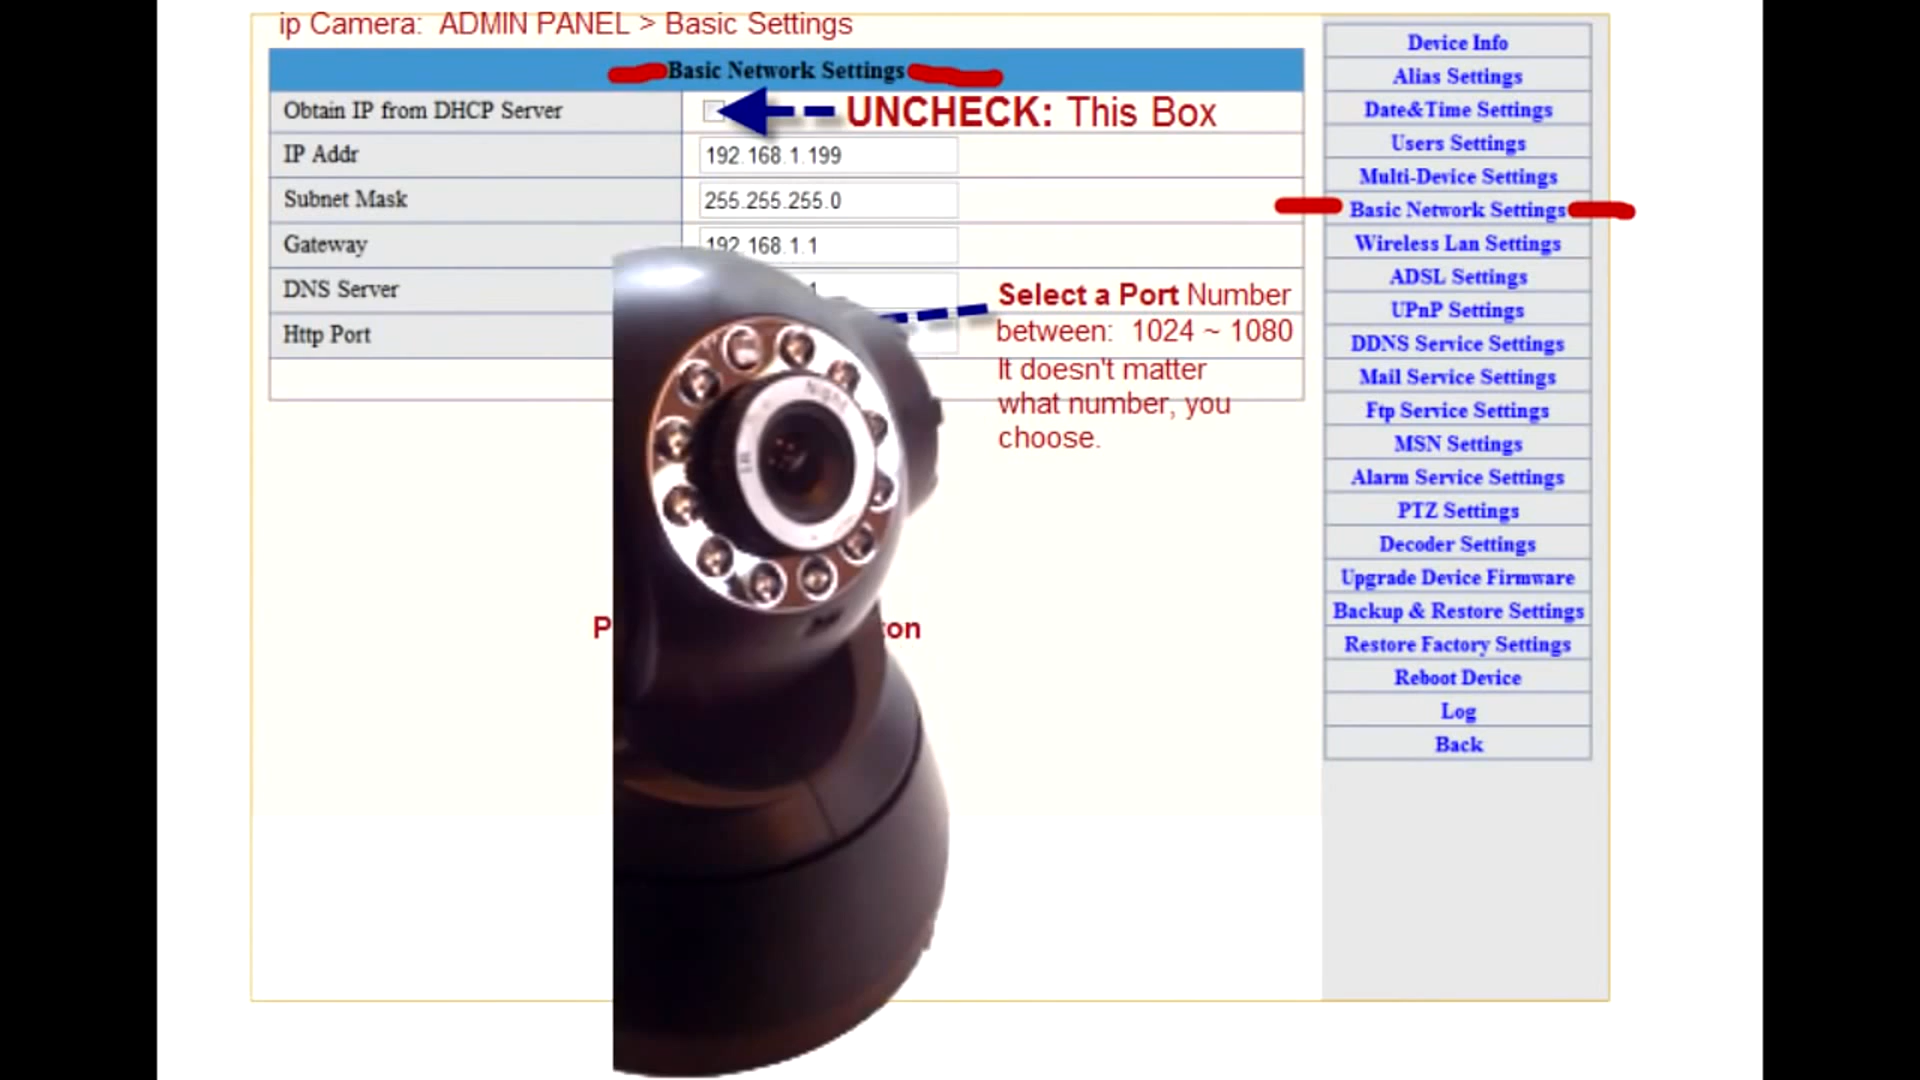 ip Camera: ADMIN PANEL > Basic Settings
Basic Network Settings
Obtain IP from DHCP Server
UNCHECK: This Box
IP Addr
192.168.1.199
Subnet Mask
255.255.255.0
Gateway
192.168.1.1
DNS Server
Http Port
Select a Port Number
between: 1024 ~ 1080
It doesn't matter
what number, you
choose.
Device Info
Alias Settings
Date&Time Settings
Users Settings
Multi-Device Settings
Basic Network Settings
Wireless Lan Settings
ADSL Settings
UPnP Settings
DDNS Service Settings
Mail Service Settings
Ftp Service Settings
MSN Settings
Alarm Service Settings
PTZ Settings
Decoder Settings
Upgrade Device Firmware
Backup & Restore Settings
Restore Factory Settings
Reboot Device
Log
Back